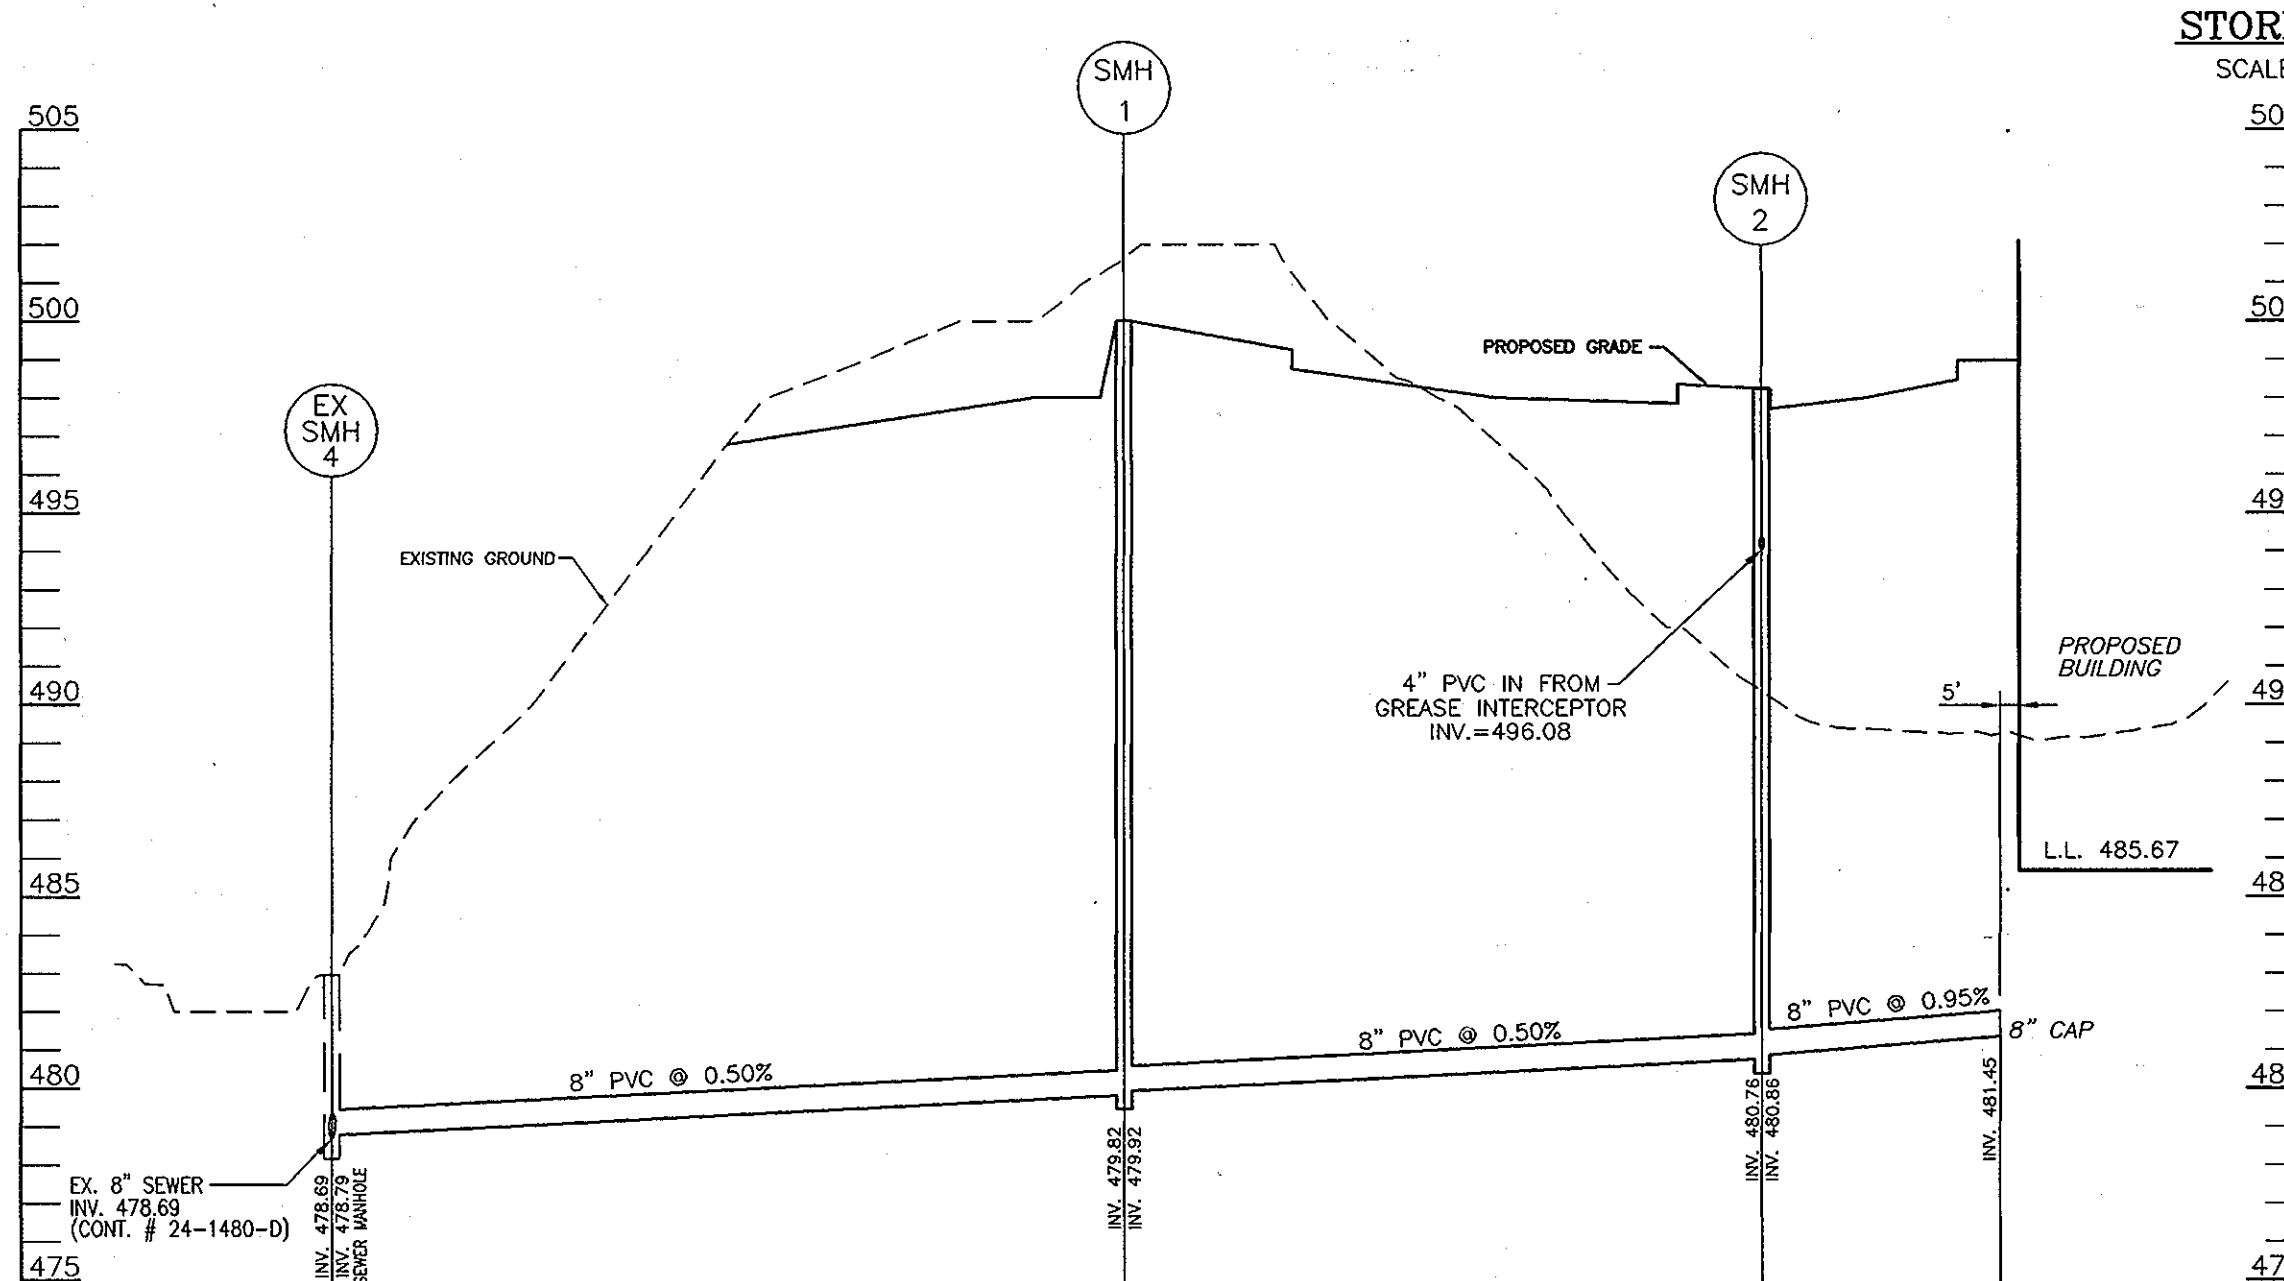 STOR
SCALE
SMH
1
SMH
2
EX
SMH
4
505
500
495
490
485
480
475
50
50
49
49
48
48
47
EXISTING GROUND
PROPOSED GRADE
4" PVC IN FROM
GREASE INTERCEPTOR
INV.=496.08
5'
PROPOSED
BUILDING
L.L. 485.67
8" PVC @ 0.50%
8" PVC @ 0.50%
8" PVC @ 0.95%
8" CAP
EX. 8" SEWER
INV. 478.69
(CONT. # 24-1480-D)
INV. 478.69
INV. 478.79
SEWER MANHOLE
INV. 479.82
INV. 479.92
INV. 480.76
INV. 480.86
INV. 481.45